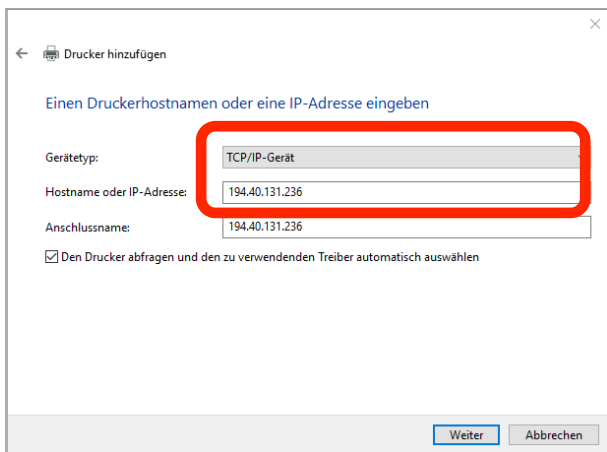 Drucker hinzufügen
Einen Druckerhostnamen oder eine IP-Adresse eingeben
Gerätetyp: TCP/IP-Gerät
Hostname oder IP-Adresse: 194.40.131.236
Anschlussname: 194.40.131.236
Den Drucker abfragen und den zu verwendenden Treiber automatisch auswählen
Weiter Abbrechen